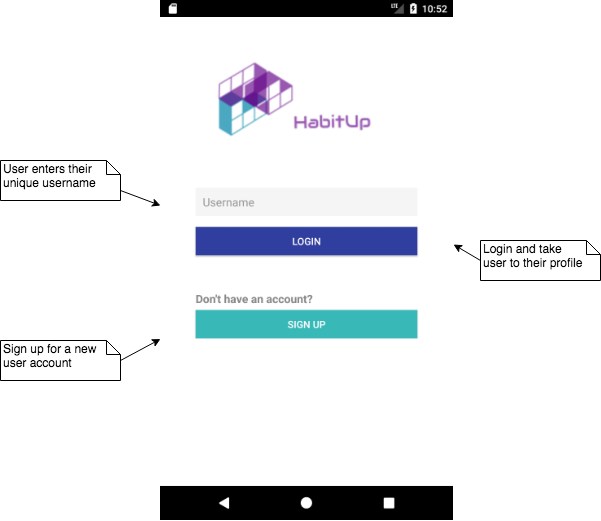 LTE 10:52
HabitUp
User enters their
unique username
Username
LOGIN
Login and take
user to their profile
Don't have an account?
SIGN UP
Sign up for a new
user account